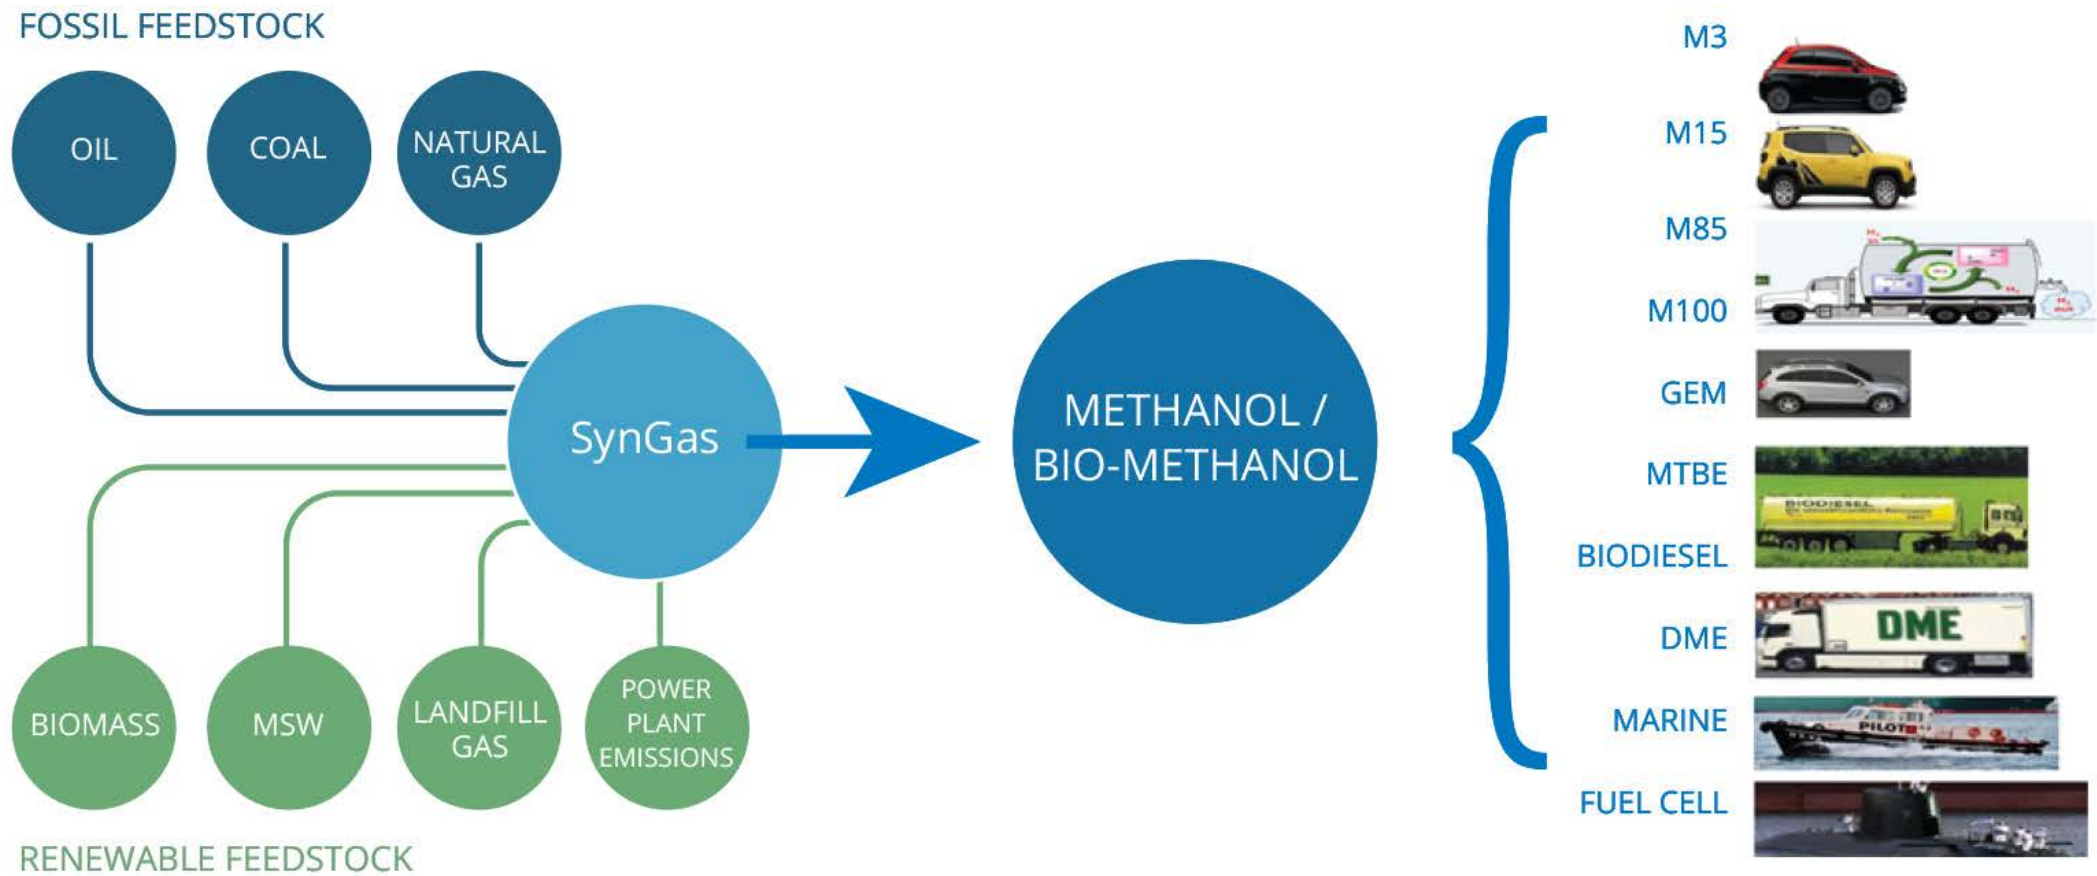 FOSSIL FEEDSTOCK
OIL
COAL
NATURAL
GAS
SynGas
BIOMASS
MSW
LANDFILL
GAS
POWER
PLANT
EMISSIONS
RENEWABLE FEEDSTOCK
METHANOL /
BIO-METHANOL
M3
M15
M85
M100
GEM
MTBE
BIODIESEL
DME
MARINE
FUEL CELL
BIODIESEL
DME
PILOT